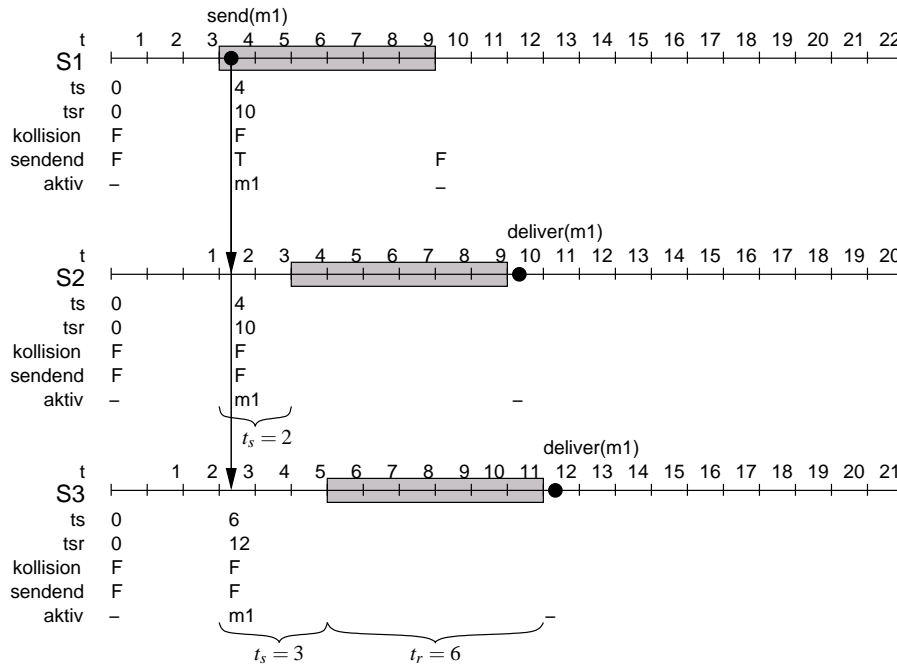 send(m1)
t 1 2 3 4 5 6 7 8 9 10 11 12 13 14 15 16 17 18 19 20 21 22
S1
ts 0 4
tsr 0 10
kollision F F
sendend F T F
aktiv – m1 –
deliver(m1)
t 1 2 3 4 5 6 7 8 9 10 11 12 13 14 15 16 17 18 19 20
S2
ts 0 4
tsr 0 10
kollision F F
sendend F F
aktiv – m1 –
t_s = 2
deliver(m1)
t 1 2 3 4 5 6 7 8 9 10 11 12 13 14 15 16 17 18 19 20 21
S3
ts 0 6
tsr 0 12
kollision F F
sendend F F
aktiv – m1 –
t_s = 3 t_r = 6